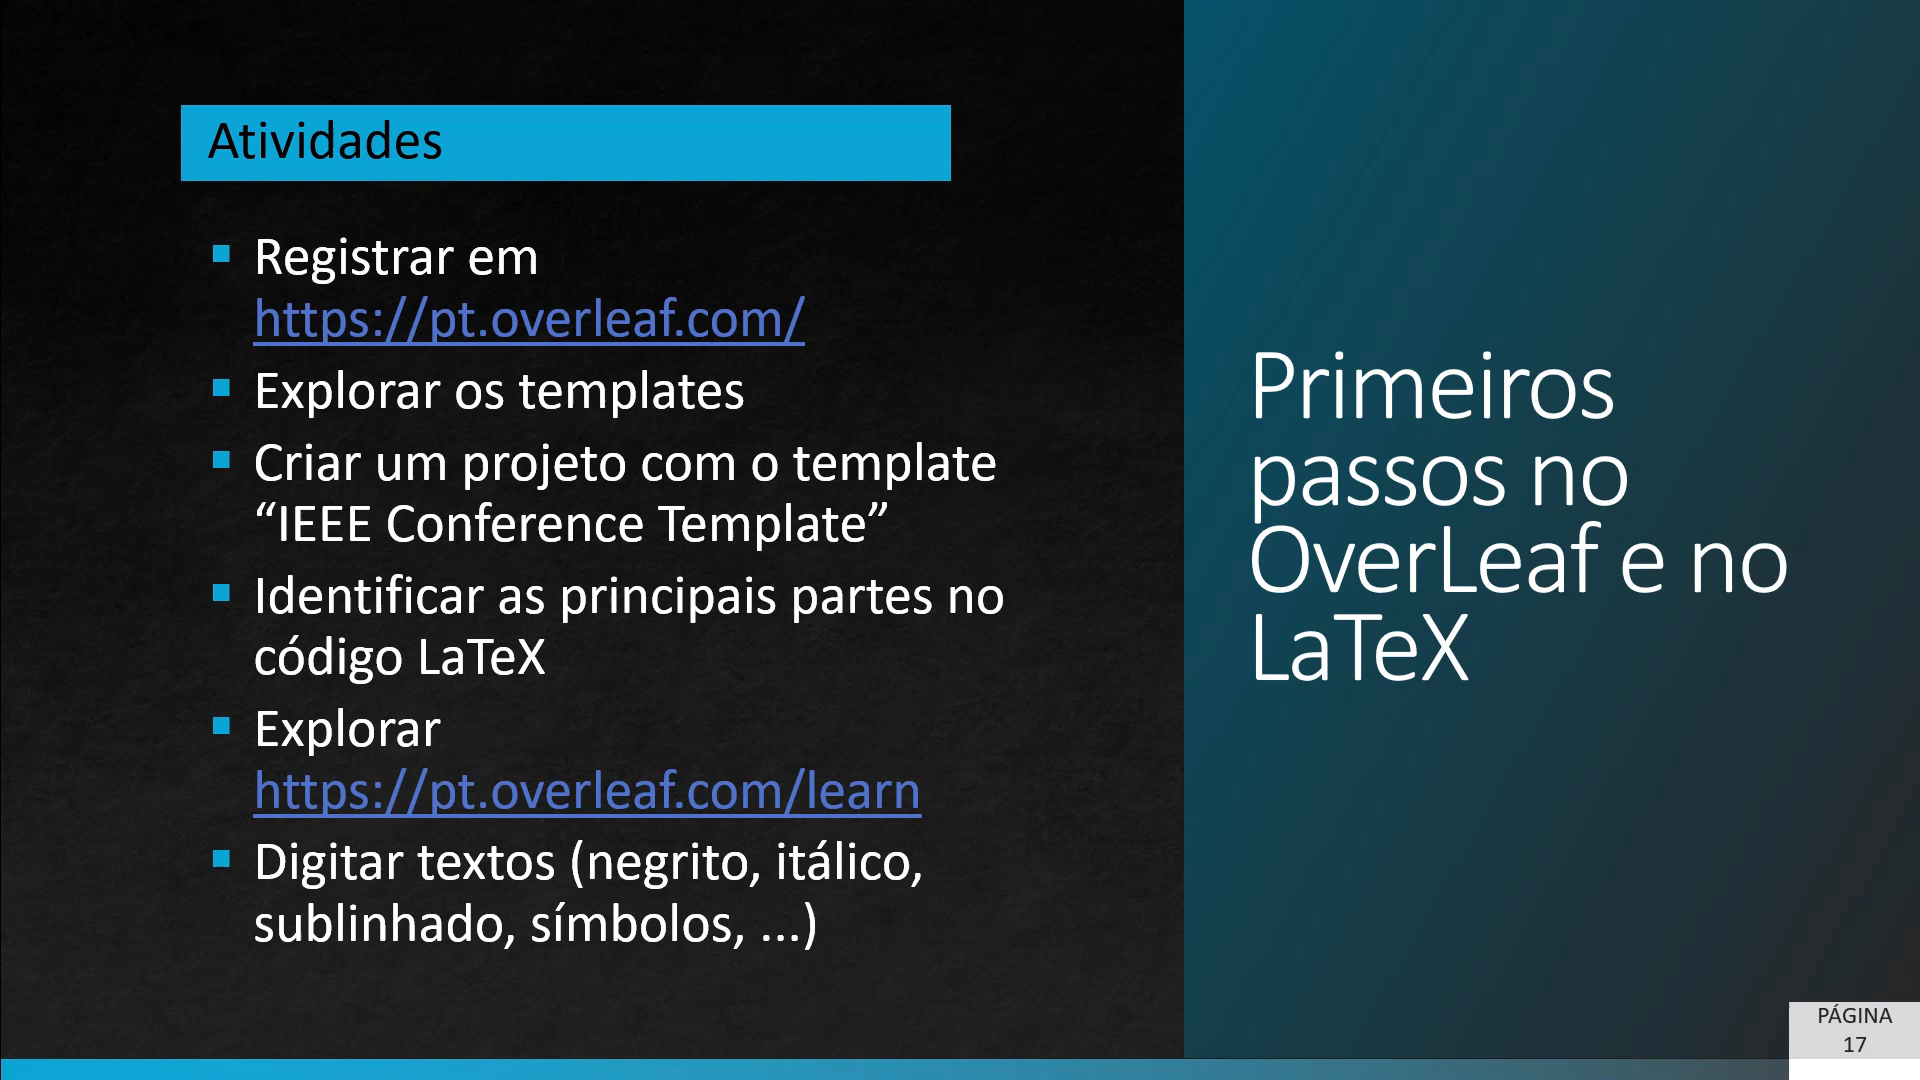 Atividades
Registrar em
https://pt.overleaf.com/
Explorar os templates
Criar um projeto com o template
“IEEE Conference Template”
Identificar as principais partes no
código LaTeX
Explorar
https://pt.overleaf.com/learn
Digitar textos (negrito, itálico,
sublinhado, símbolos, ...)
Primeiros
passos no
OverLeaf e no
LaTeX
PÁGINA
17